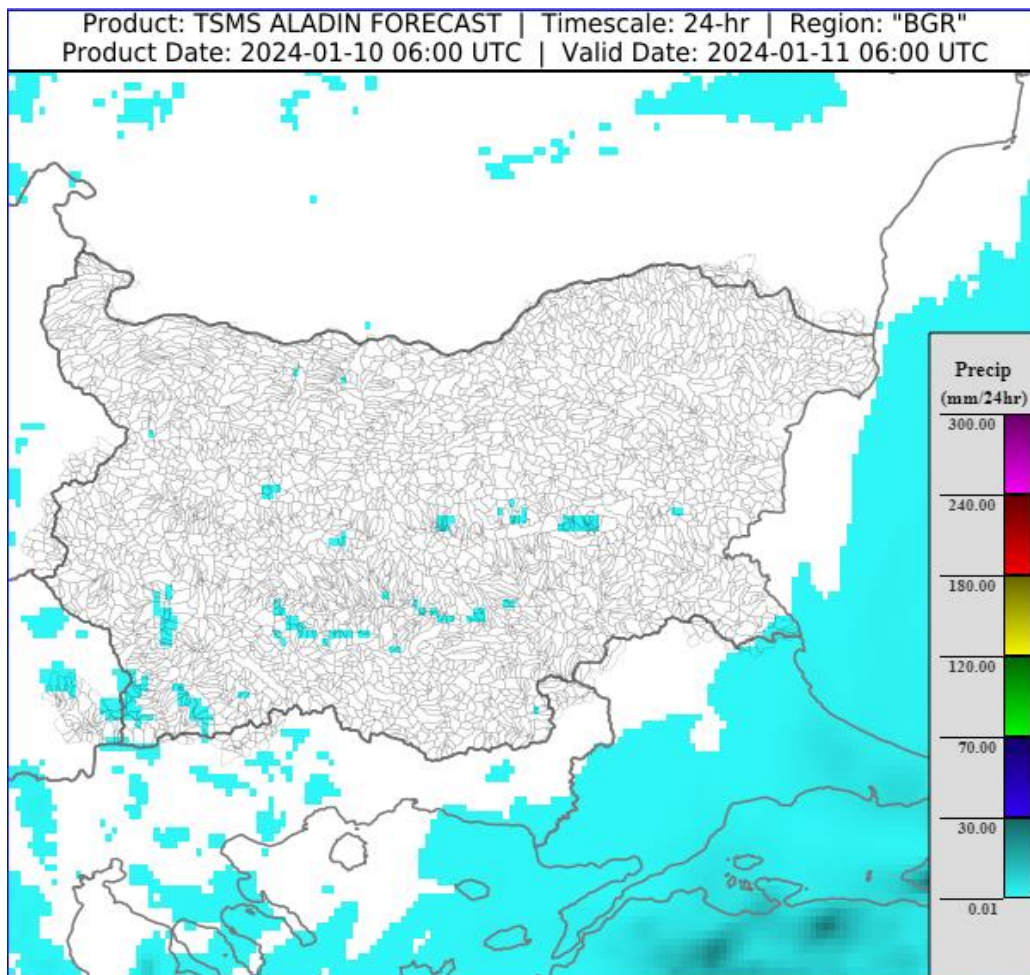 Product: TSMS ALADIN FORECAST | Timescale: 24-hr | Region: "BGR"
Product Date: 2024-01-10 06:00 UTC | Valid Date: 2024-01-11 06:00 UTC
Precip
(mm/24hr)
300.00
240.00
180.00
120.00
70.00
30.00
0.01